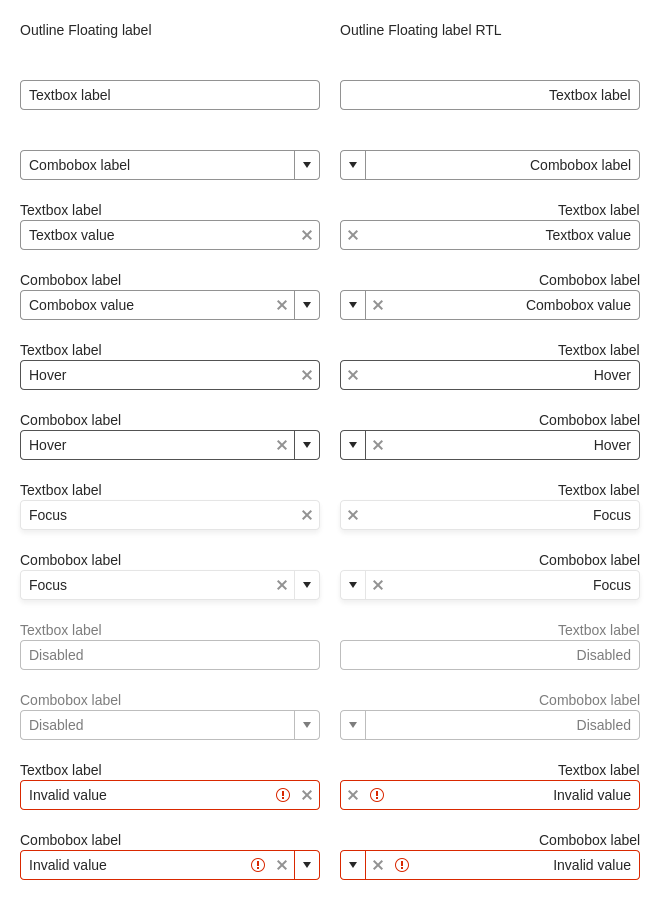 Outline Floating label
Outline Floating label RTL
Textbox label
Textbox label
Combobox label
Combobox label
Textbox label
Textbox label
Textbox value
Textbox value
Combobox label
Combobox label
Combobox value
Combobox value
Textbox label
Textbox label
Hover
Hover
Combobox label
Combobox label
Hover
Hover
Textbox label
Textbox label
Focus
Focus
Combobox label
Combobox label
Focus
Focus
Textbox label
Textbox label
Disabled
Disabled
Combobox label
Combobox label
Disabled
Disabled
Textbox label
Textbox label
Invalid value
Invalid value
Combobox label
Combobox label
Invalid value
Invalid value